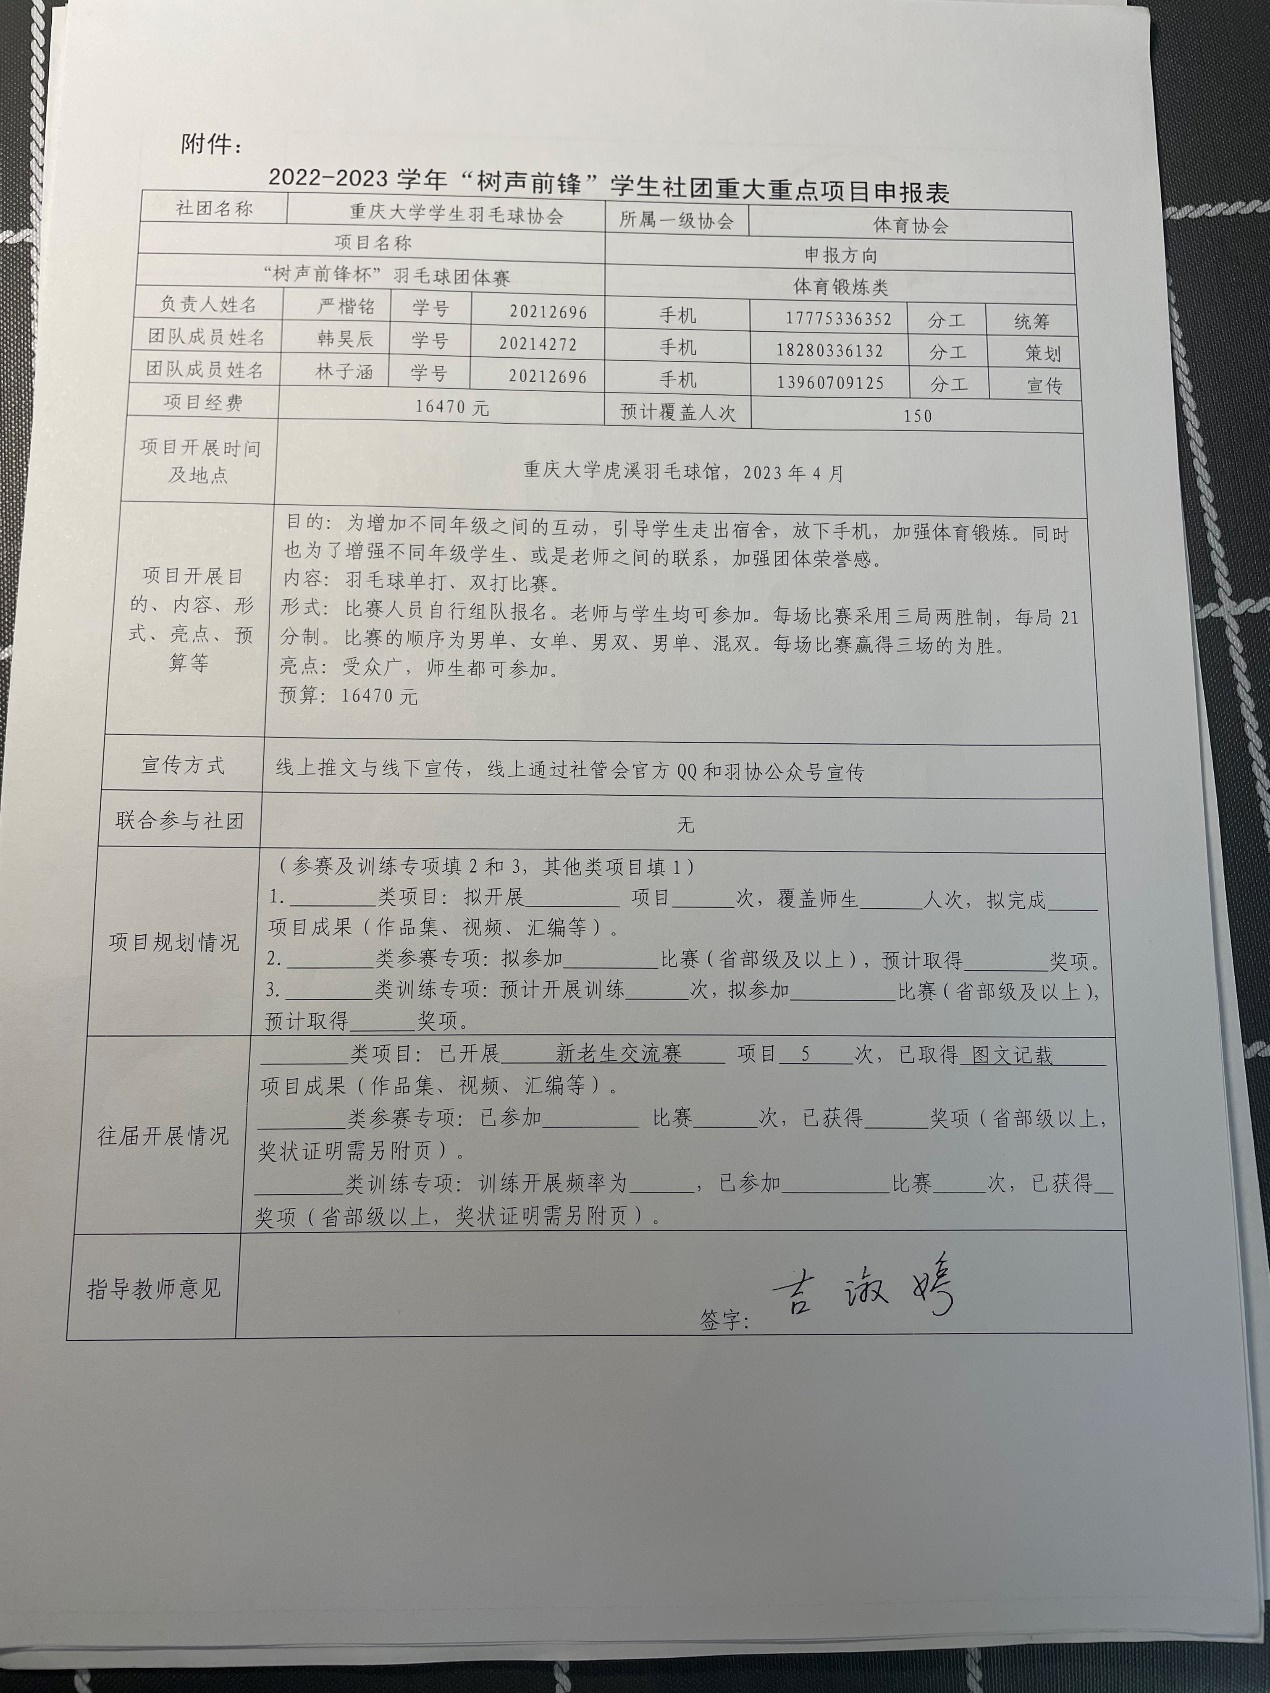 附件：
2022-2023 学年“树声前锋”学生社团重大重点项目申报表
社团名称 重庆大学学生羽毛球协会 所属一级协会 体育协会
项目名称 申报方向
“树声前锋杯”羽毛球团体赛 体育锻炼类
负责人姓名 严楷铭 学号 20212696 手机 17775336352 分工 统筹
团队成员姓名 韩昊辰 学号 20214272 手机 18280336132 分工 策划
团队成员姓名 林子涵 学号 20212696 手机 13960709125 分工 宣传
项目经费 16470 元 预计覆盖人次 150
项目开展时间
及地点
重庆大学虎溪羽毛球馆，2023 年 4 月
项目开展目
的、内容、形
式、亮点、预
算等
目的：为增加不同年级之间的互动，引导学生走出宿舍，放下手机，加强体育锻炼。同时
也为了增强不同年级学生、或是老师之间的联系，加强团体荣誉感。
内容：羽毛球单打、双打比赛。
形式：比赛人员自行组队报名。老师与学生均可参加。每场比赛采用三局两胜制，每局 21
分制。比赛的顺序为男单、女单、男双、男单、混双。每场比赛赢得三场的为胜。
亮点：受众广，师生都可参加。
预算：16470 元
宣传方式 线上推文与线下宣传，线上通过社管会官方 QQ 和羽协公众号宣传
联合参与社团 无
项目规划情况
（参赛及训练专项填 2 和 3，其他类项目填 1）
1.________类项目：拟开展_________ 项目______次，覆盖师生______人次，拟完成_____
项目成果（作品集、视频、汇编等）。
2.________类参赛专项：拟参加_________比赛（省部级及以上），预计取得________奖项。
3.________类训练专项：预计开展训练______次，拟参加__________比赛（省部级及以上），
预计取得______奖项。
往届开展情况
________类项目：已开展 新老生交流赛 项目 5 次，已取得 图文记载
项目成果（作品集、视频、汇编等）。
________类参赛专项：已参加_________ 比赛______次，已获得______奖项（省部级以上，
奖状证明需另附页）。
________类训练专项：训练开展频率为______，已参加__________比赛_____次，已获得__
奖项（省部级以上，奖状证明需另附页）。
指导教师意见
签字：吉淑娉